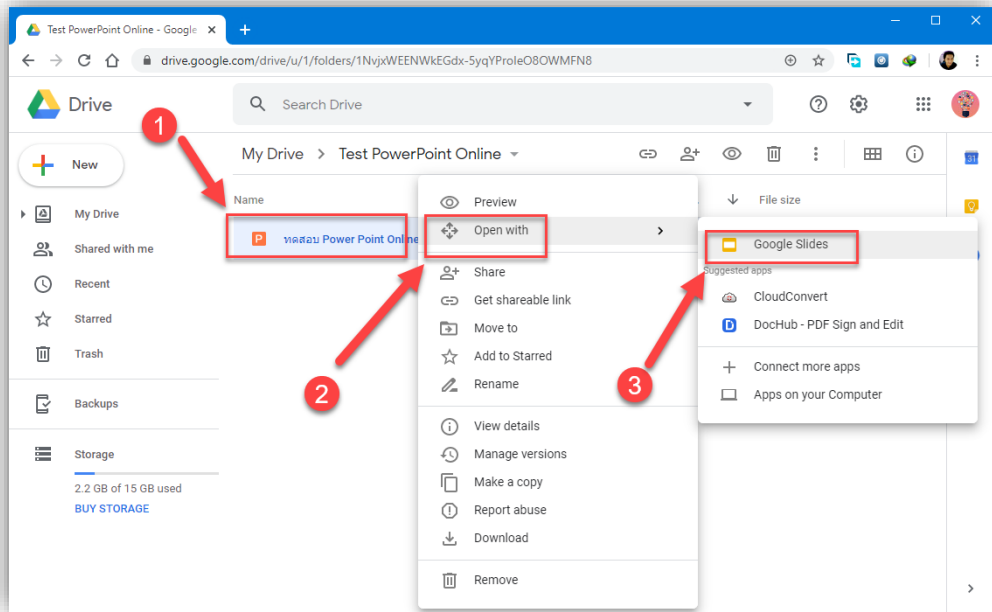 Test PowerPoint Online - Google
drive.google.com/drive/u/1/folders/1NvjxWEENWkEGdx-5yqYProIeO8OWMFN8
Drive
Search Drive
1
New
My Drive > Test PowerPoint Online
31
Name
File size
Preview
My Drive
P ทดสอบ Power Point Online
Open with
Google Slides
Shared with me
Suggested apps
Share
Recent
Get shareable link
CloudConvert
Starred
Move to
D DocHub - PDF Sign and Edit
Trash
Add to Starred
2
Rename
3
Connect more apps
Apps on your Computer
Backups
View details
Storage
Manage versions
2.2 GB of 15 GB used
Make a copy
BUY STORAGE
Report abuse
Download
Remove